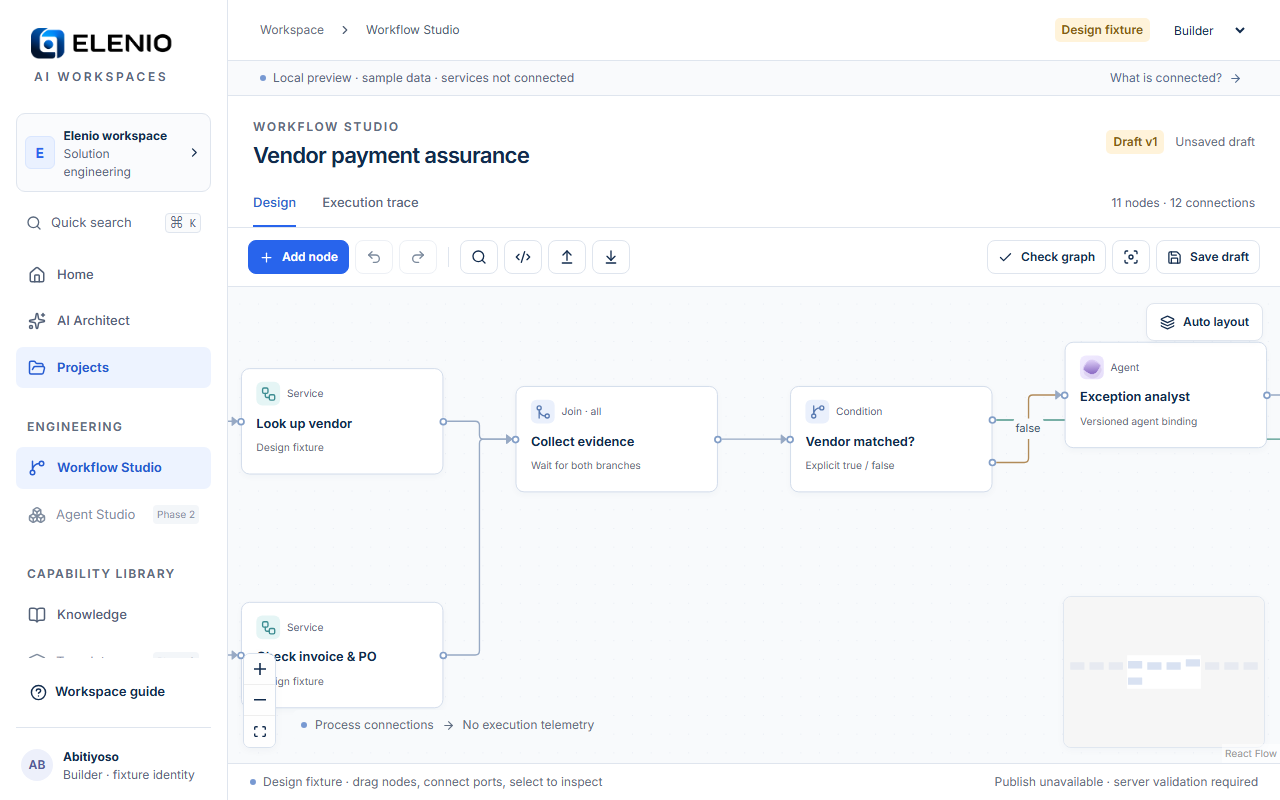 ELENIO
AI WORKSPACES
E
Elenio workspace
Solution
engineering
Quick search
⌘ K
Home
AI Architect
Projects
ENGINEERING
Workflow Studio
Agent Studio
Phase 2
CAPABILITY LIBRARY
Knowledge
Workspace guide
AB
Abitiyoso
Builder · fixture identity
Workspace
Workflow Studio
Design fixture
Builder
Local preview · sample data · services not connected
What is connected? →
WORKFLOW STUDIO
Vendor payment assurance
Draft v1
Unsaved draft
Design
Execution trace
11 nodes · 12 connections
Add node
Check graph
Save draft
Auto layout
Service
Look up vendor
Design fixture
Join · all
Collect evidence
Wait for both branches
Condition
Vendor matched?
Explicit true / false
false
Agent
Exception analyst
Versioned agent binding
Service
Check invoice & PO
Process connections → No execution telemetry
React Flow
Design fixture · drag nodes, connect ports, select to inspect
Publish unavailable · server validation required